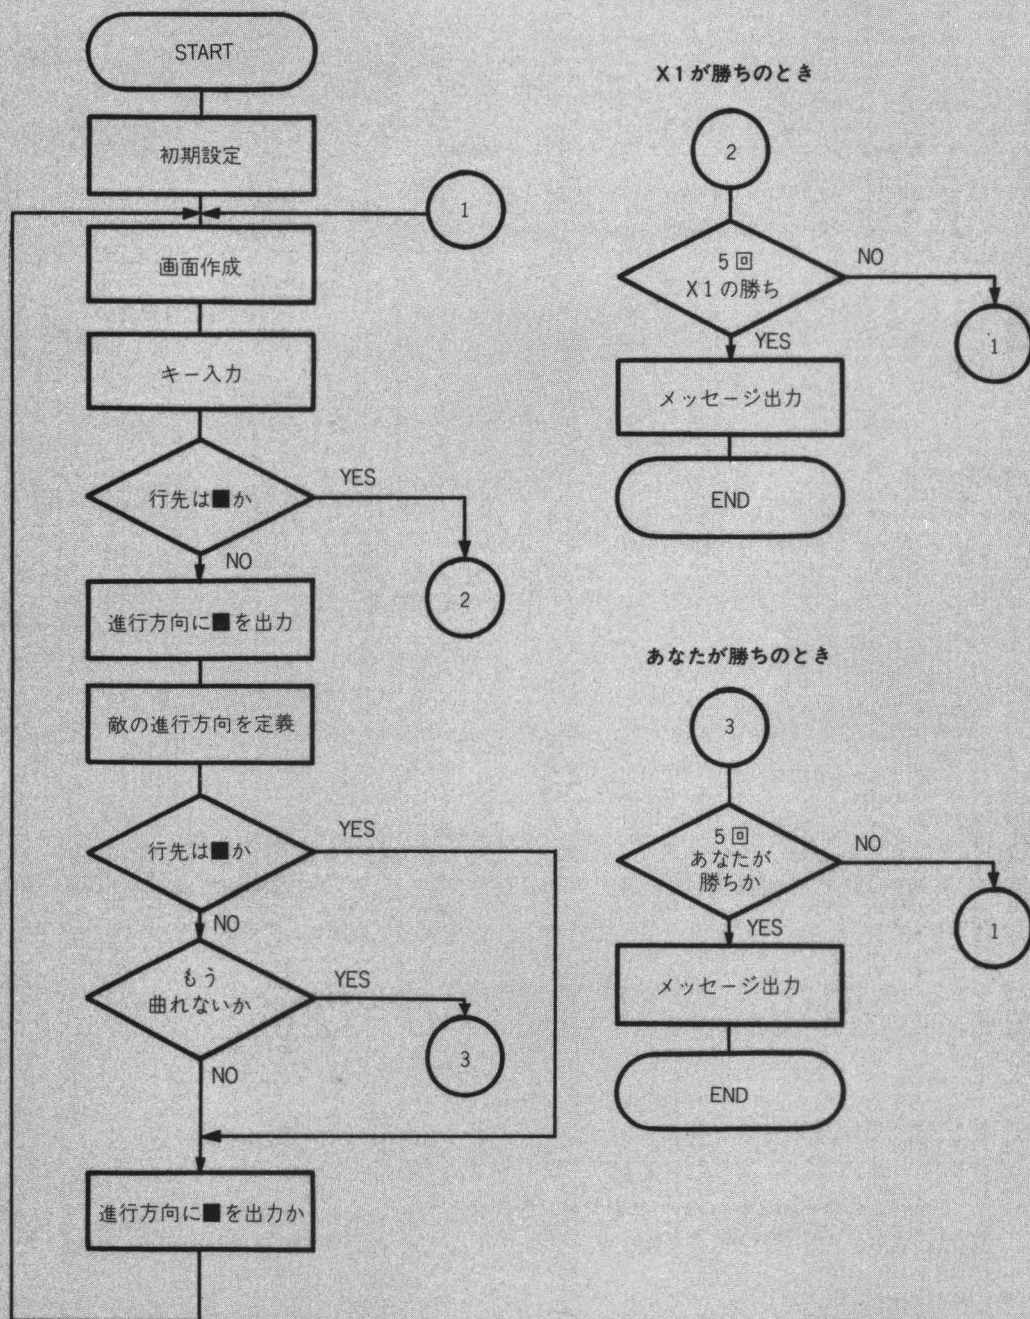 START
初期設定
1
画面作成
キー入力
行先は■か
YES
NO
2
進行方向に■を出力
敵の進行方向を定義
行先は■か
YES
NO
もう
曲れないか
YES
3
NO
進行方向に■を出力か
X1が勝ちのとき
2
5回
X1の勝ち
NO
1
YES
メッセージ出力
END
あなたが勝ちのとき
3
5回
あなたが
勝ちか
NO
1
YES
メッセージ出力
END